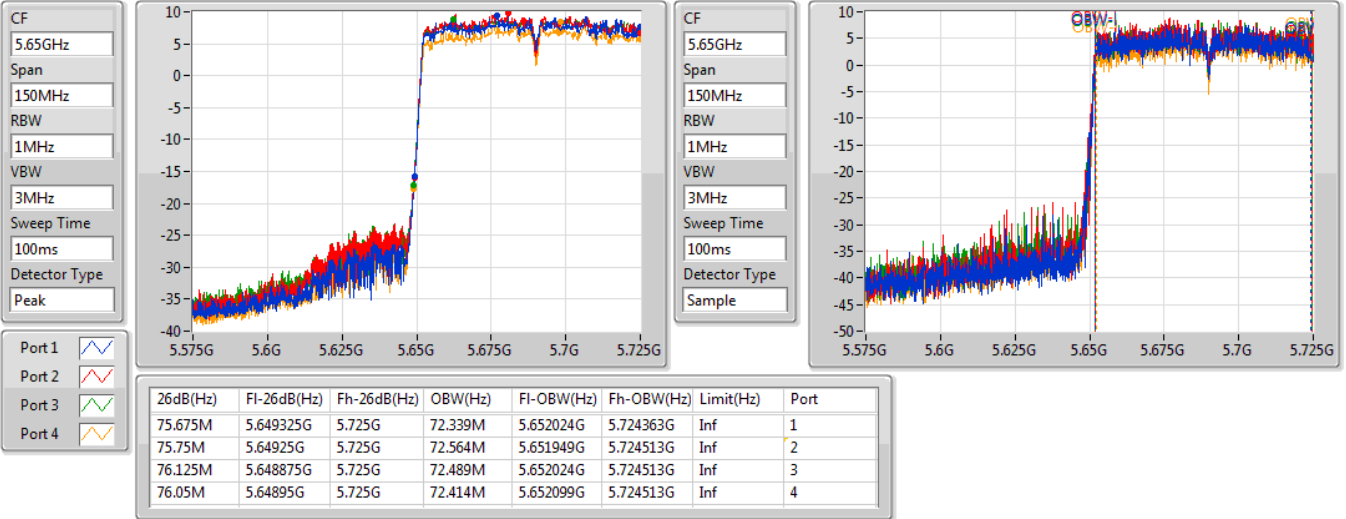 CF
5.65GHz
Span
150MHz
RBW
1MHz
VBW
3MHz
Sweep Time
100ms
Detector Type
Peak
10
5
0
-5
-10
-15
-20
-25
-30
-35
-40
5.575G 5.6G 5.625G 5.65G 5.675G 5.7G 5.725G
CF
5.65GHz
Span
150MHz
RBW
1MHz
VBW
3MHz
Sweep Time
100ms
Detector Type
Sample
10
5
0
-5
-10
-15
-20
-25
-30
-35
-40
-45
-50
5.575G 5.6G 5.625G 5.65G 5.675G 5.7G 5.725G
Port 1
Port 2
Port 3
Port 4
26dB(Hz) Fl-26dB(Hz) Fh-26dB(Hz) OBW(Hz) Fl-OBW(Hz) Fh-OBW(Hz) Limit(Hz) Port
75.675M 5.649325G 5.725G 72.339M 5.652024G 5.724363G Inf 1
75.75M 5.64925G 5.725G 72.564M 5.651949G 5.724513G Inf 2
76.125M 5.648875G 5.725G 72.489M 5.652024G 5.724513G Inf 3
76.05M 5.64895G 5.725G 72.414M 5.652099G 5.724513G Inf 4